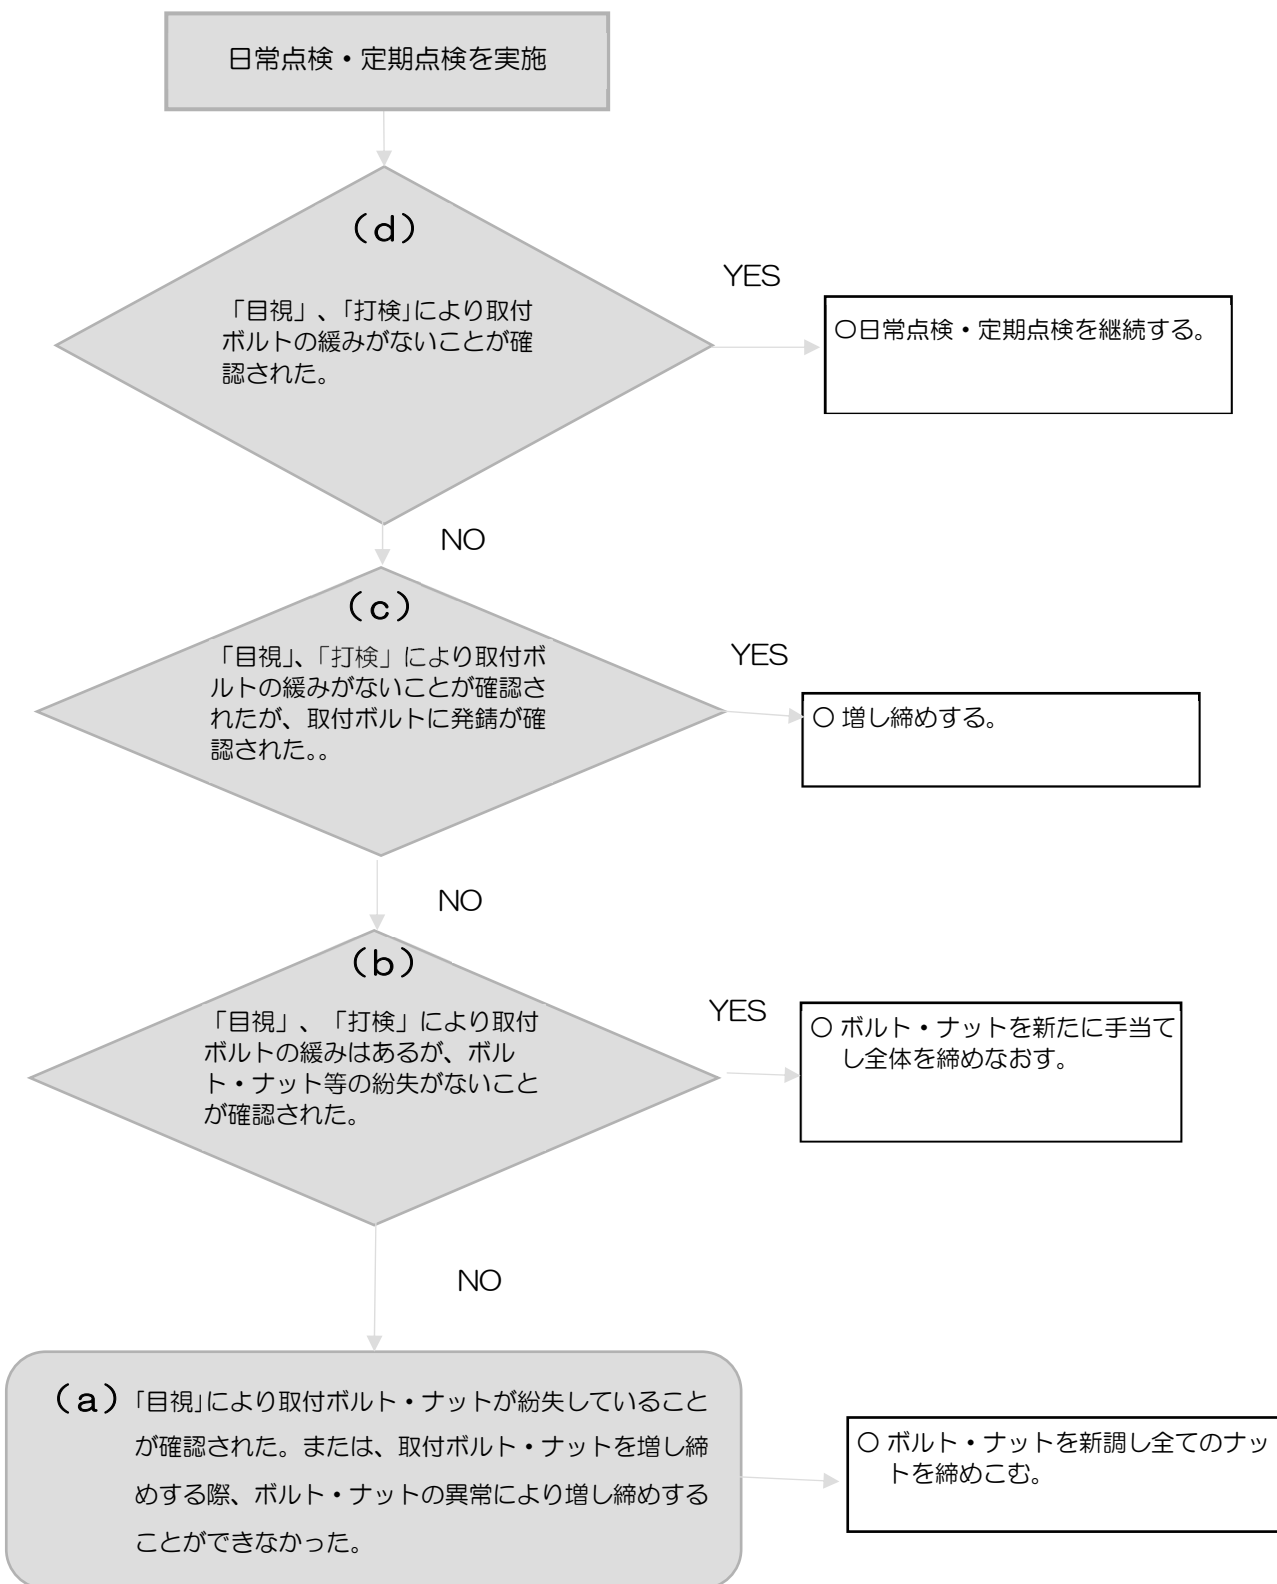 日常点検・定期点検を実施
（d）
「目視」、「打検」により取付
ボルトの緩みがないことが確
認された。
YES
○日常点検・定期点検を継続する。
NO
（c）
「目視」、「打検」により取付ボ
ルトの緩みがないことが確認さ
れたが、取付ボルトに発錆が確
認された。。
YES
○ 増し締めする。
NO
（b）
「目視」、「打検」により取付
ボルトの緩みはあるが、ボル
ト・ナット等の紛失がないこと
が確認された。
YES
○ ボルト・ナットを新たに手当て
し全体を締めなおす。
NO
（a）「目視」により取付ボルト・ナットが紛失していること
が確認された。または、取付ボルト・ナットを増し締
めする際、ボルト・ナットの異常により増し締めする
ことができなかった。
○ ボルト・ナットを新調し全てのナッ
トを締めこむ。